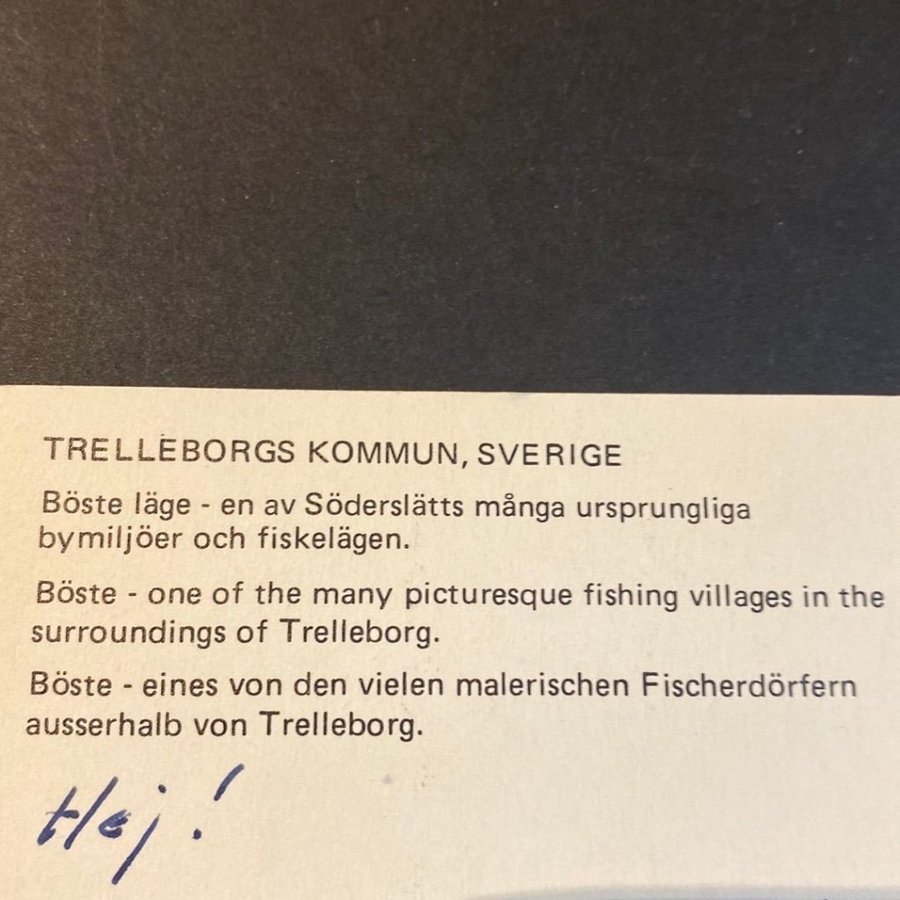 TRELLEBORGS KOMMUN, SVERIGE
Böste läge - en av Söderslätts många ursprungliga
bymiljöer och fiskelägen.
Böste - one of the many picturesque fishing villages in the
surroundings of Trelleborg.
Böste - eines von den vielen malerischen Fischerdörfern
ausserhalb von Trelleborg.
Hej!